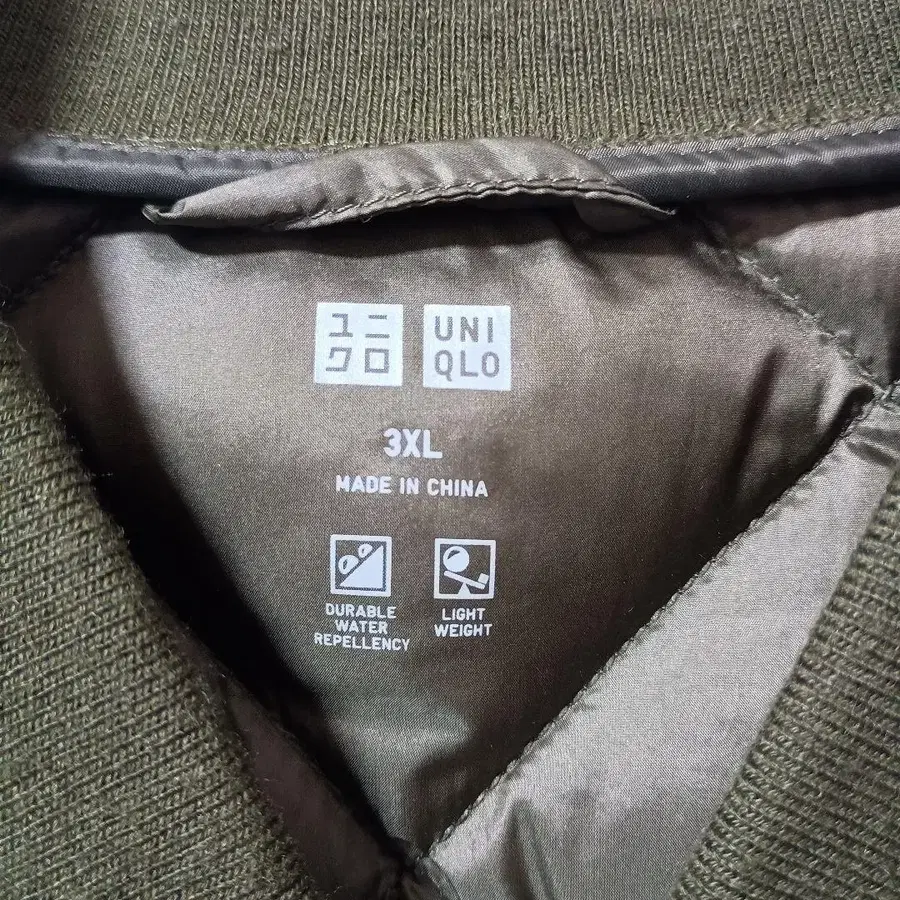 ユニ
クロ
UNI
QLO
3XL
MADE IN CHINA
DURABLE
WATER
REPELLENCY
LIGHT
WEIGHT